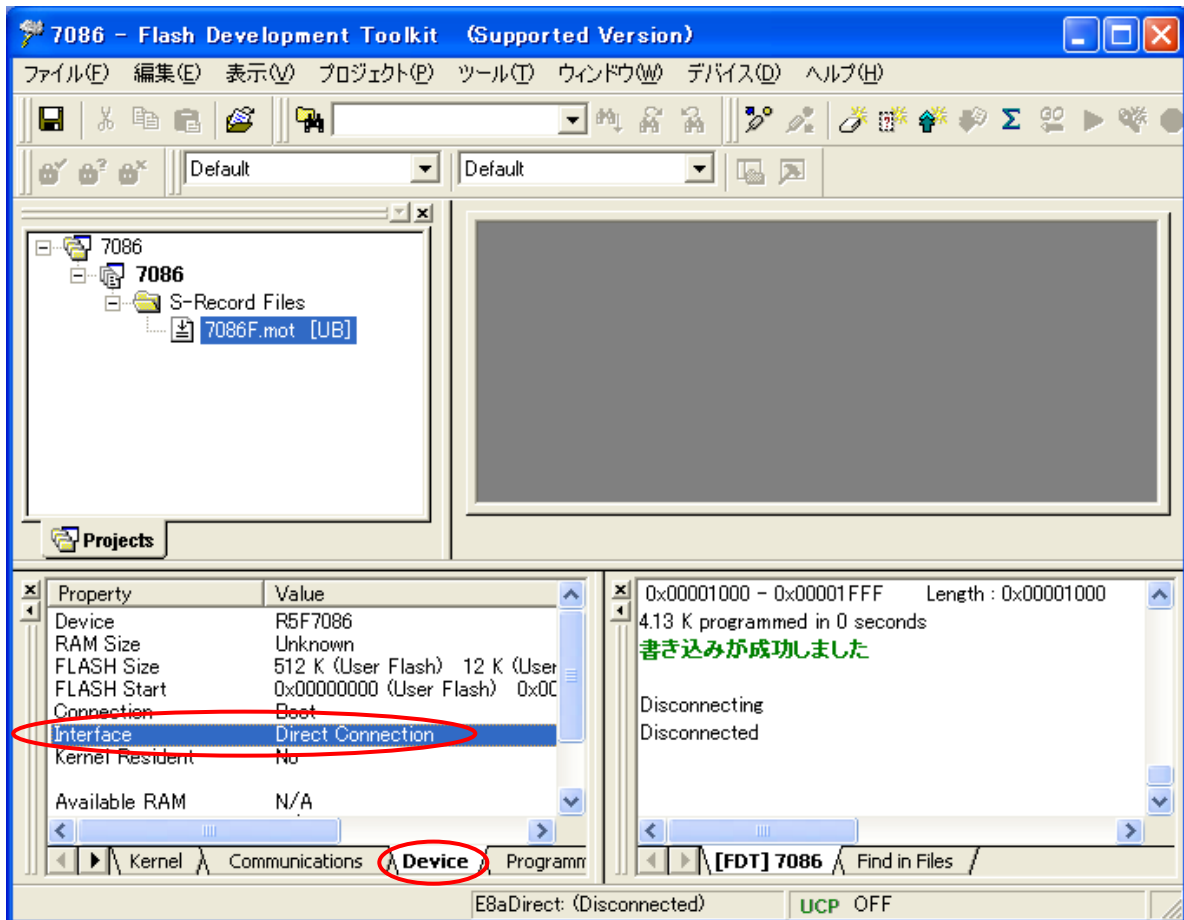 7086 - Flash Development Toolkit (Supported Version)
ファイル(F) 編集(E) 表示(V) プロジェクト(P) ツール(T) ウィンドウ(W) デバイス(D) ヘルプ(H)
Default Default
7086
7086
S-Record Files
7086F.mot [UB]
Projects
Property Value
Device R5F7086
RAM Size Unknown
FLASH Size 512 K (User Flash) 12 K (User
FLASH Start 0x00000000 (User Flash) 0x00
Connection Boot
Interface Direct Connection
Kernel Resident No
Available RAM N/A
Kernel Communications Device Programm
0x00001000 - 0x00001FFF Length : 0x00001000
4.13 K programmed in 0 seconds
書き込みが成功しました
Disconnecting
Disconnected
[FDT] 7086 Find in Files
E8aDirect: (Disconnected) UCP OFF